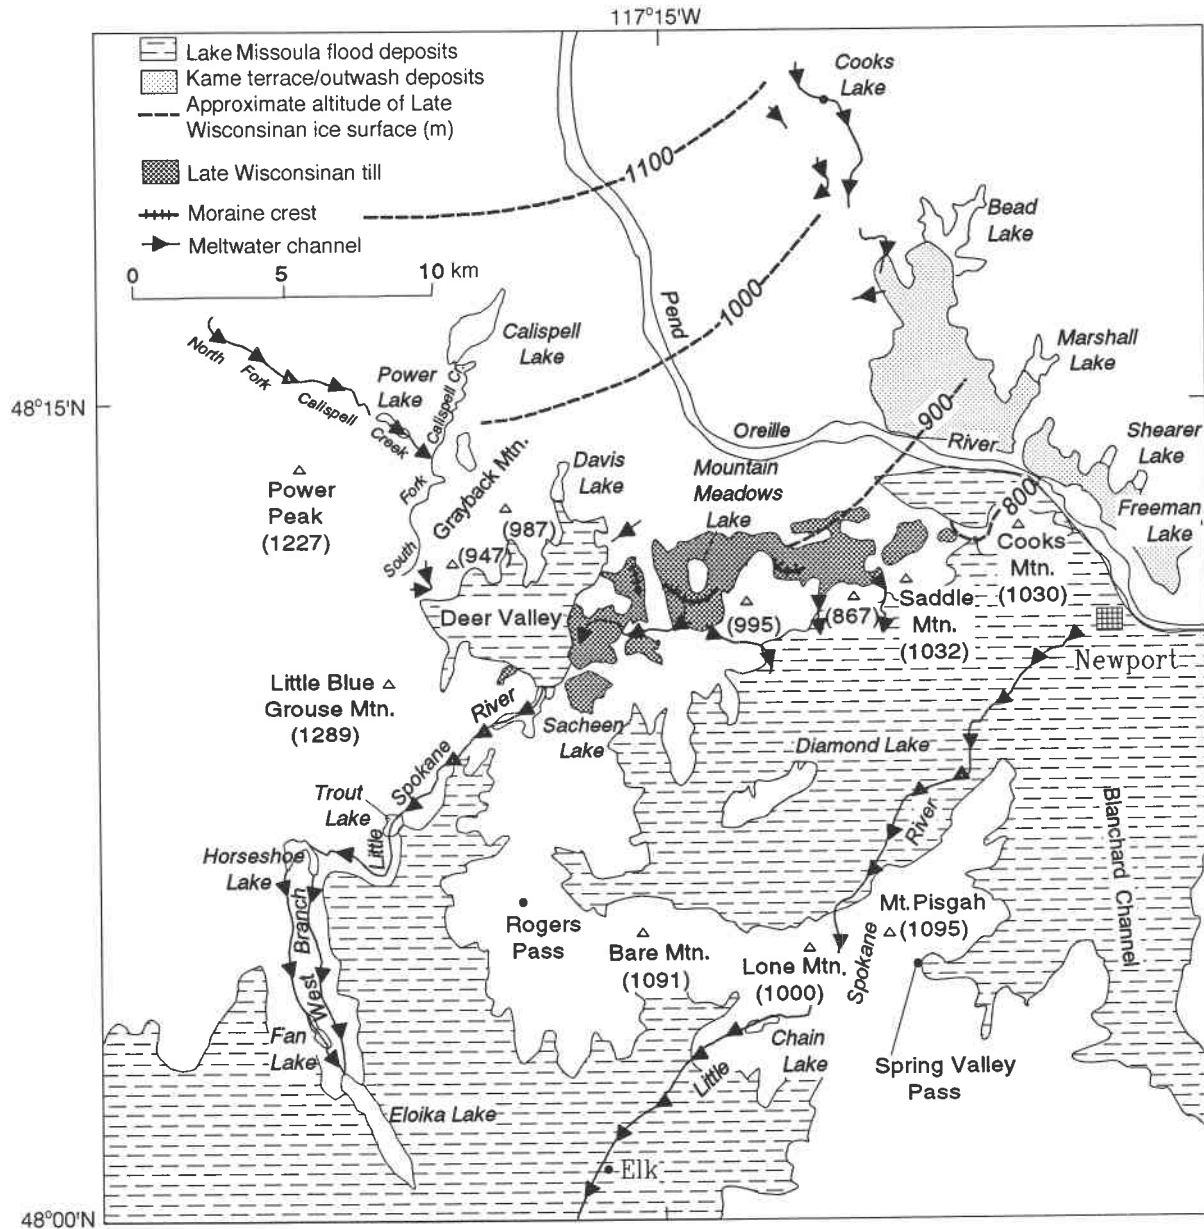 117°15'W
Lake Missoula flood deposits
Kame terrace/outwash deposits
Approximate altitude of Late
Wisconsinan ice surface (m)
Late Wisconsinan till
Moraine crest
Meltwater channel
0 5 10 km
Cooks
Lake
1100
Bead
Lake
1000
Pend
Calispell
Lake
Marshall
Lake
North
Fork
Calispell
Creek
Power
Lake
Calispell C.
48°15'N
900
Oreille
River
Shearer
Lake
Power
Peak
(1227)
Fork
South
Grayback Mtn.
Davis
Lake
Mountain
Meadows
Lake
800
Freeman
Lake
(987)
(947)
Cooks
Mtn.
(1030)
Deer Valley
(995)
(867)
Saddle
Mtn.
(1032)
Newport
Little Blue
Grouse Mtn.
(1289)
River
Spokane
Little
Sacheen
Lake
Diamond Lake
Trout
Lake
River
Blanchard Channel
Horseshoe
Lake
Branch
West
Rogers
Pass
Bare Mtn.
(1091)
Lone Mtn.
(1000)
Spokane
Mt. Pisgah
(1095)
Fan
Lake
Chain
Lake
Little
Spring Valley
Pass
Eloika Lake
Elk
48°00'N